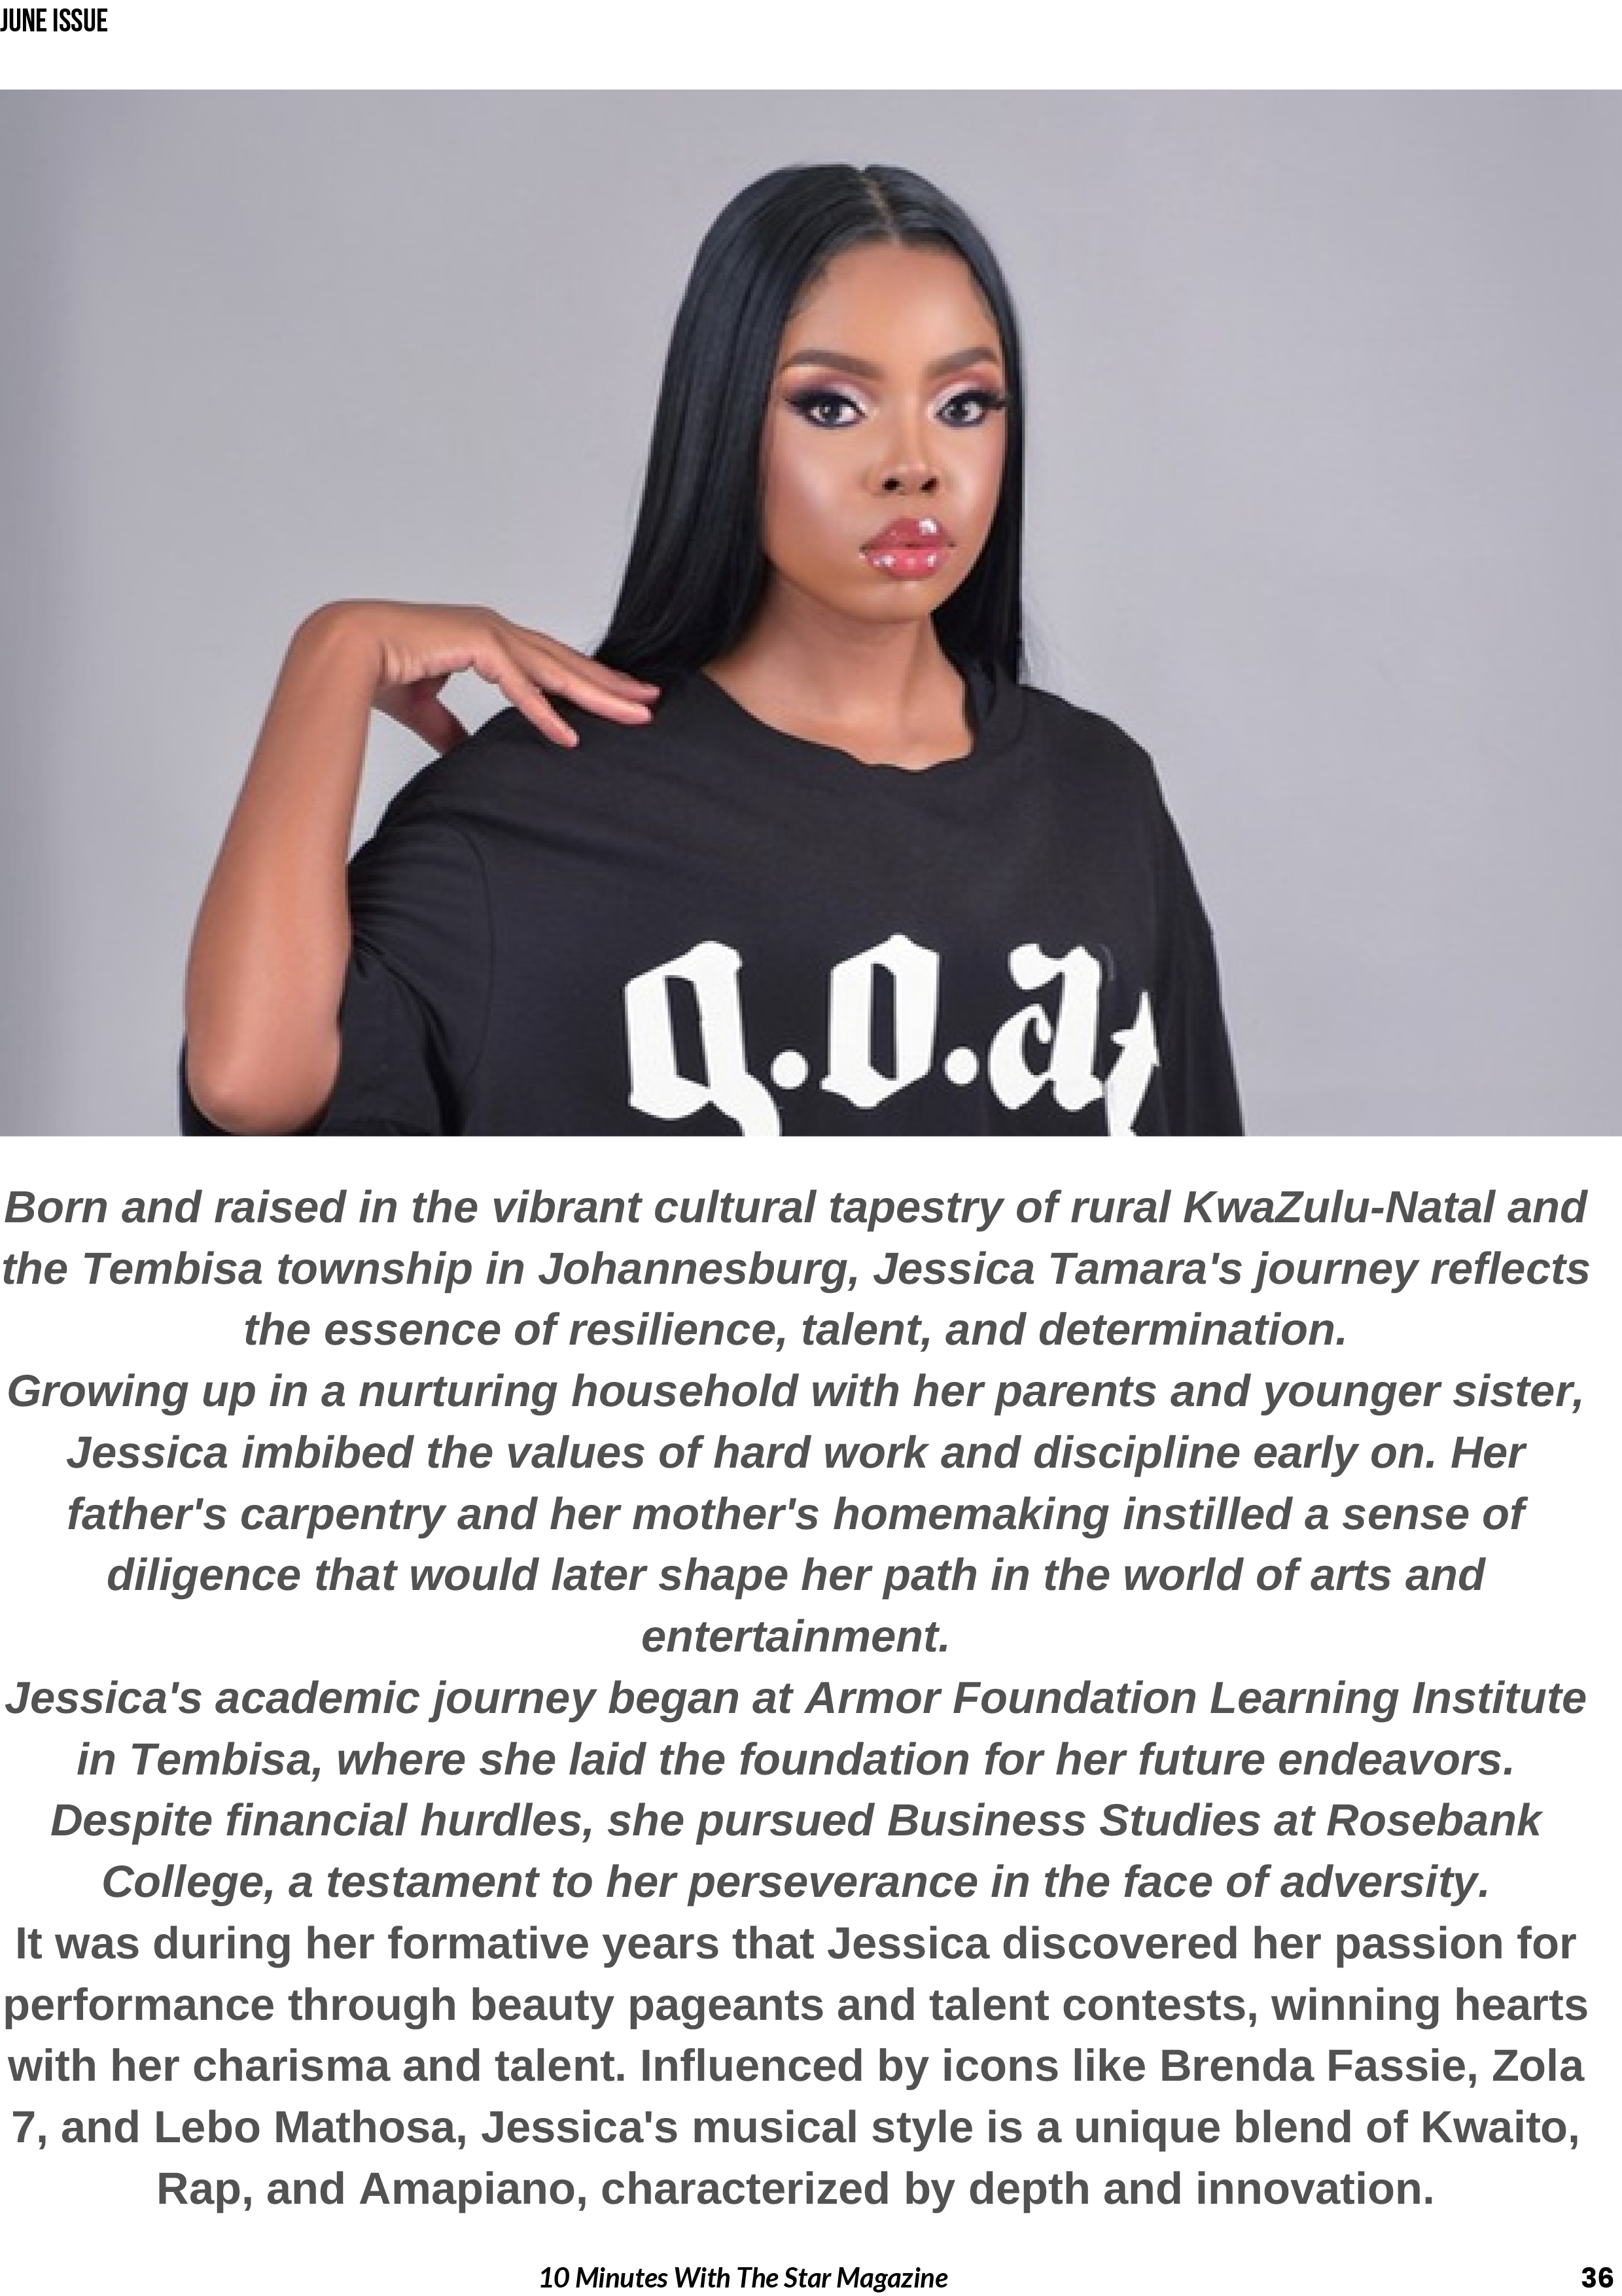 JUNE ISSUE
g.o.at
Born and raised in the vibrant cultural tapestry of rural KwaZulu-Natal and
the Tembisa township in Johannesburg, Jessica Tamara's journey reflects
the essence of resilience, talent, and determination.
Growing up in a nurturing household with her parents and younger sister,
Jessica imbibed the values of hard work and discipline early on. Her
father's carpentry and her mother's homemaking instilled a sense of
diligence that would later shape her path in the world of arts and
entertainment.
Jessica's academic journey began at Armor Foundation Learning Institute
in Tembisa, where she laid the foundation for her future endeavors.
Despite financial hurdles, she pursued Business Studies at Rosebank
College, a testament to her perseverance in the face of adversity.
It was during her formative years that Jessica discovered her passion for
performance through beauty pageants and talent contests, winning hearts
with her charisma and talent. Influenced by icons like Brenda Fassie, Zola
7, and Lebo Mathosa, Jessica's musical style is a unique blend of Kwaito,
Rap, and Amapiano, characterized by depth and innovation.
10 Minutes With The Star Magazine
36